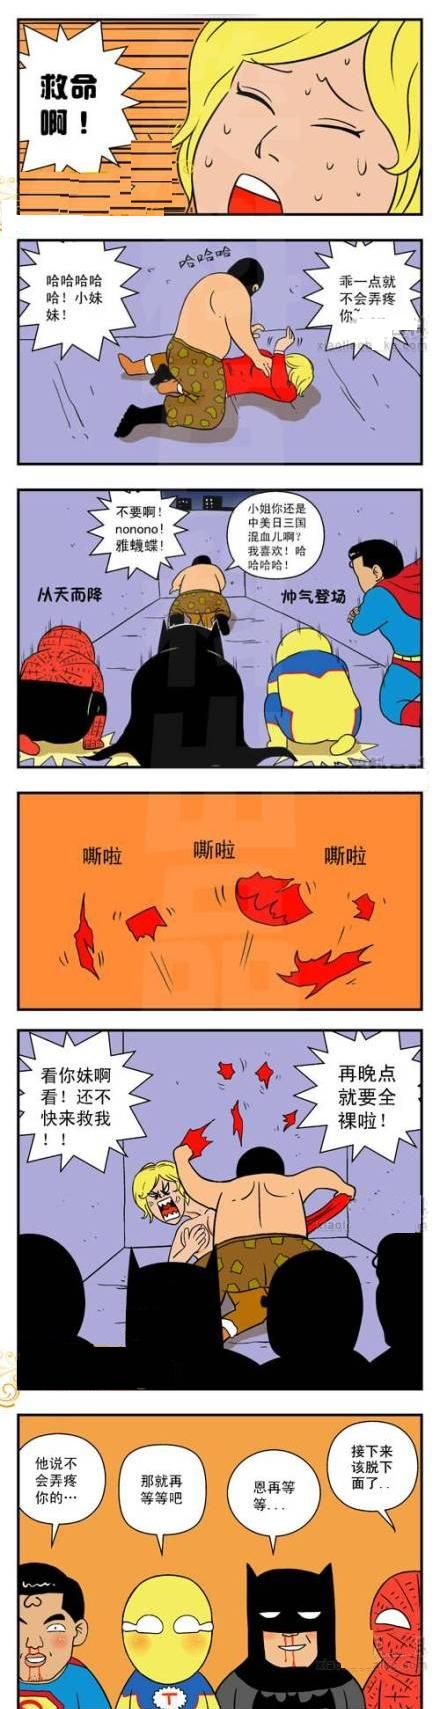 救命
啊！
哈哈哈
哈哈哈哈
哈！小妹
妹！
乖一点就
不会弄疼
你~
不要啊！
nonono！
雅蠛蝶！
小姐你还是
中美日三国
混血儿啊？
我喜欢！哈
哈哈哈！
从天而降
帅气登场
嘶啦
嘶啦
嘶啦
看你妹啊
看！还不
快来救我
！！
再晚点
就要全
裸啦！
他说不
会弄疼
你的…
那就再
等等吧
恩再等
等...
接下来
该脱下
面了..
T